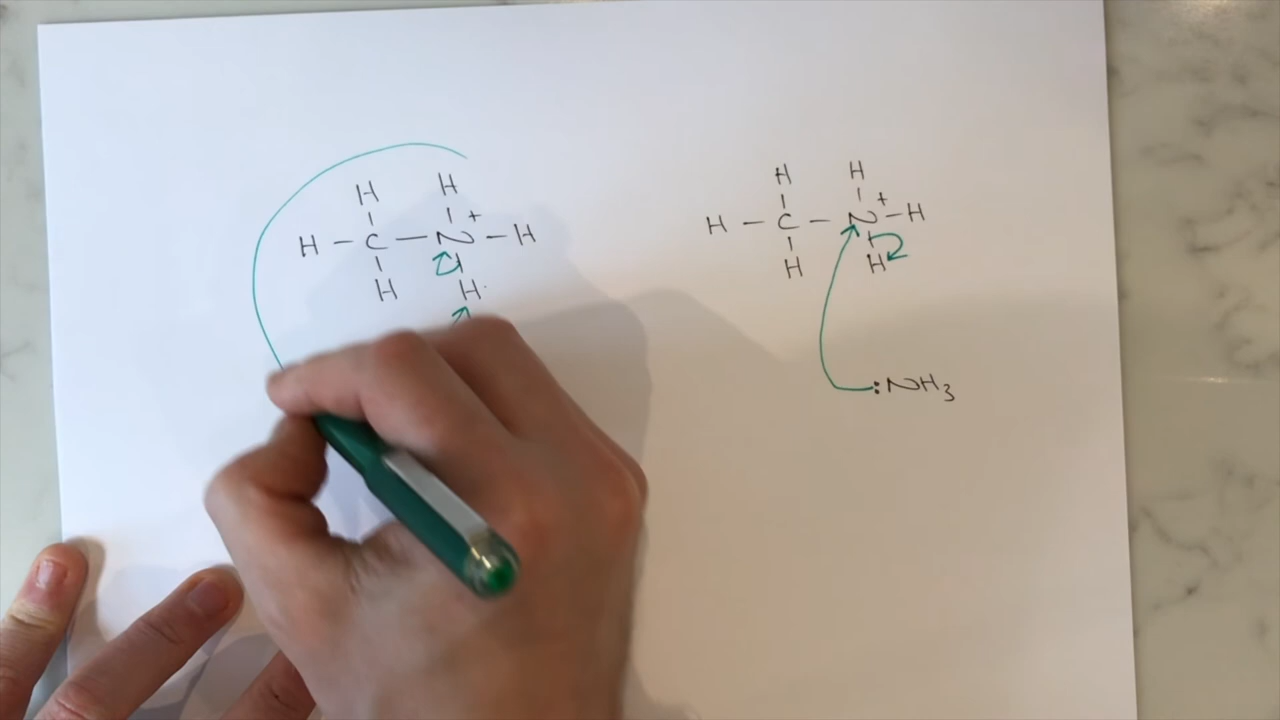 H H H H
H – C – N⁺ – H H – C – N⁺ – H
H H H H
:NH₃